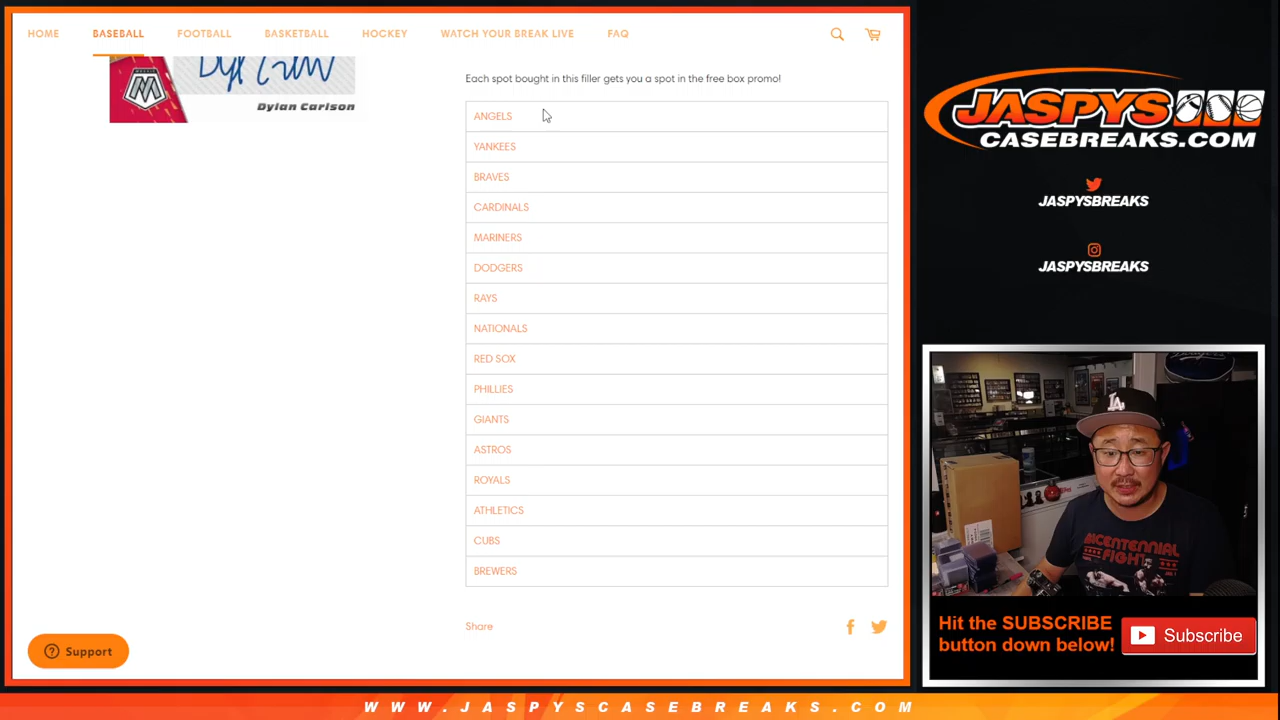 HOME BASEBALL FOOTBALL BASKETBALL HOCKEY WATCH YOUR BREAK LIVE FAQ
Dylan Carlson
Each spot bought in this filler gets you a spot in the free box promo!
ANGELS
YANKEES
BRAVES
CARDINALS
MARINERS
DODGERS
RAYS
NATIONALS
RED SOX
PHILLIES
GIANTS
ASTROS
ROYALS
ATHLETICS
CUBS
BREWERS
Share
Support
JASPYS
CASEBREAKS.COM
JASPYSBREAKS
JASPYSBREAKS
LA
BICENTENNIAL
FIGHT
Hit the SUBSCRIBE
button down below!
Subscribe
WWW.JASPYSCASEBREAKS.COM